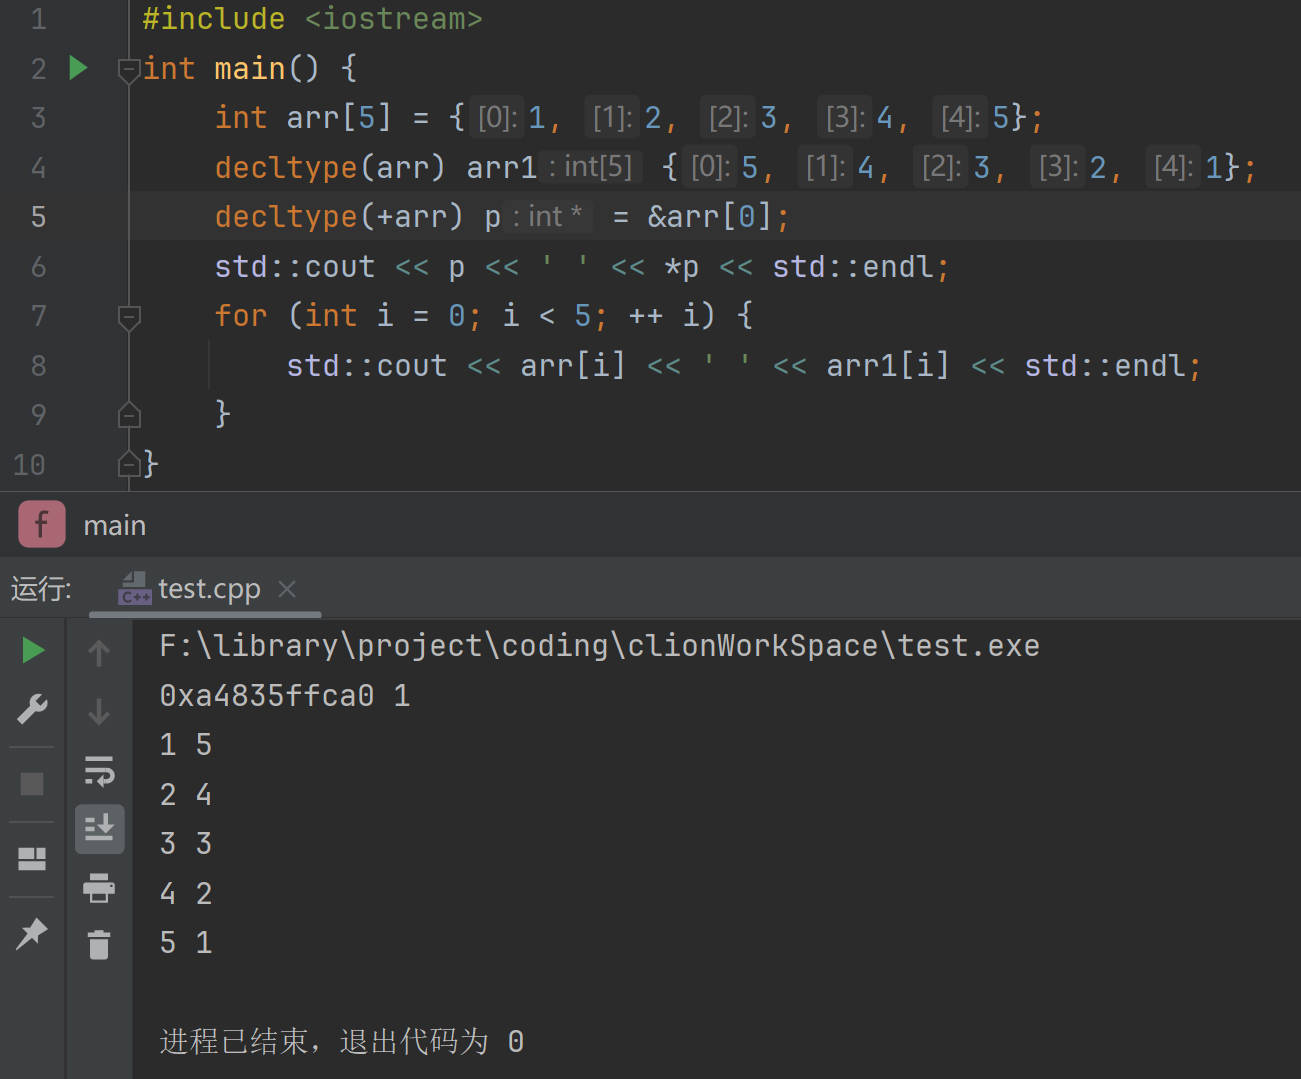 1 #include <iostream>
2 int main() {
3 int arr[5] = {[0]:1, [1]:2, [2]:3, [3]:4, [4]:5};
4 decltype(arr) arr1 :int[5] {[0]:5, [1]:4, [2]:3, [3]:2, [4]:1};
5 decltype(+arr) p :int * = &arr[0];
6 std::cout << p << ' ' << *p << std::endl;
7 for (int i = 0; i < 5; ++ i) {
8 std::cout << arr[i] << ' ' << arr1[i] << std::endl;
9 }
10 }
f main
运行: C++ test.cpp ×
F:\library\project\coding\clionWorkSpace\test.exe
0xa4835ffca0 1
1 5
2 4
3 3
4 2
5 1
进程已结束，退出代码为 0